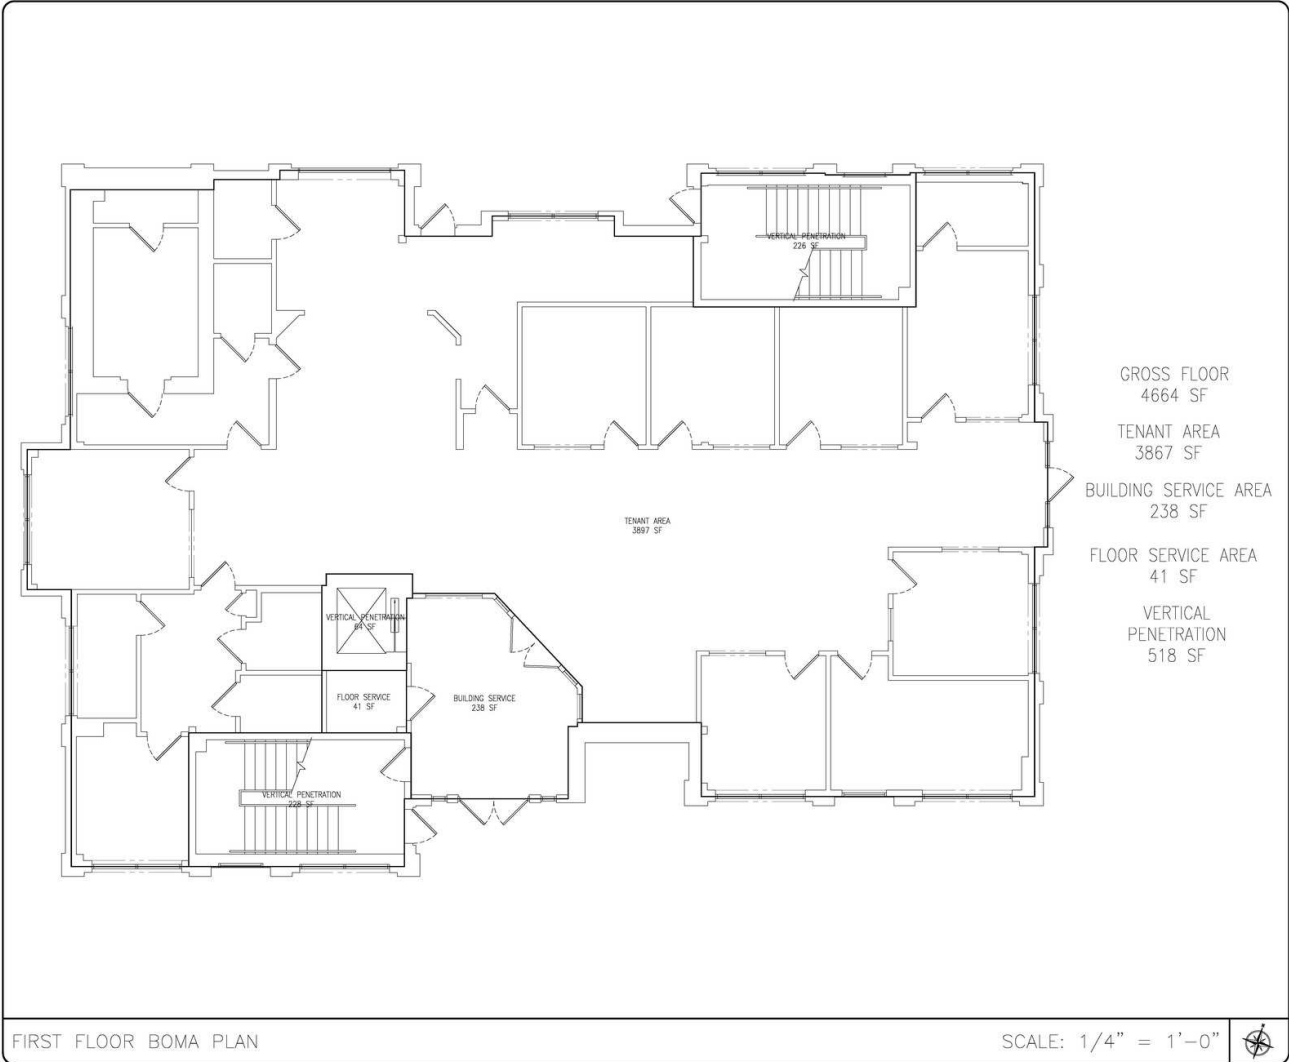 VERTICAL PENETRATION
226 SF
GROSS FLOOR
4664 SF
TENANT AREA
3867 SF
BUILDING SERVICE AREA
238 SF
FLOOR SERVICE AREA
41 SF
VERTICAL
PENETRATION
518 SF
TENANT AREA
3897 SF
VERTICAL PENETRATION
64 SF
FLOOR SERVICE
41 SF
BUILDING SERVICE
238 SF
VERTICAL PENETRATION
228 SF
FIRST FLOOR BOMA PLAN
SCALE: 1/4" = 1'-0"